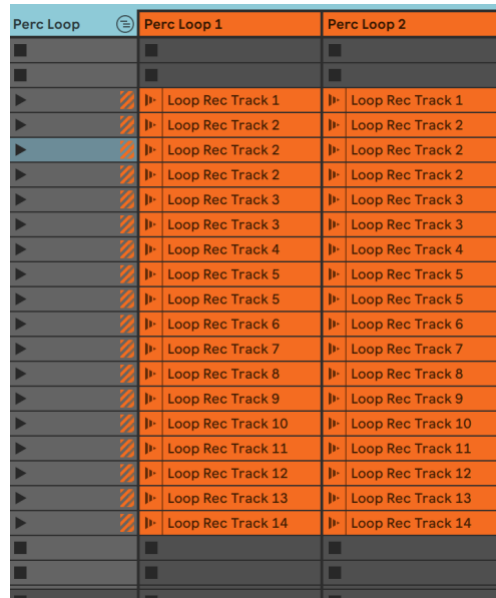 Perc Loop Perc Loop 1 Perc Loop 2
Loop Rec Track 1 Loop Rec Track 1
Loop Rec Track 2 Loop Rec Track 2
Loop Rec Track 2 Loop Rec Track 2
Loop Rec Track 2 Loop Rec Track 2
Loop Rec Track 3 Loop Rec Track 3
Loop Rec Track 3 Loop Rec Track 3
Loop Rec Track 4 Loop Rec Track 4
Loop Rec Track 5 Loop Rec Track 5
Loop Rec Track 5 Loop Rec Track 5
Loop Rec Track 6 Loop Rec Track 6
Loop Rec Track 7 Loop Rec Track 7
Loop Rec Track 8 Loop Rec Track 8
Loop Rec Track 9 Loop Rec Track 9
Loop Rec Track 10 Loop Rec Track 10
Loop Rec Track 11 Loop Rec Track 11
Loop Rec Track 12 Loop Rec Track 12
Loop Rec Track 13 Loop Rec Track 13
Loop Rec Track 14 Loop Rec Track 14